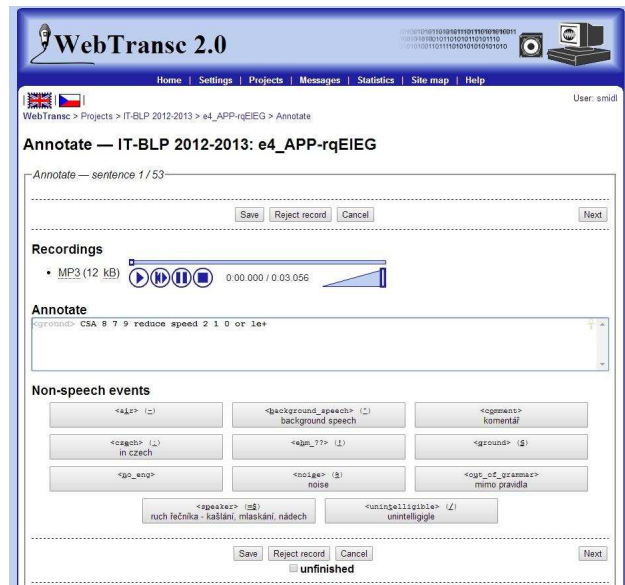 WebTransc 2.0
Home | Settings | Projects | Messages | Statistics | Site map | Help
User: smidl
WebTransc > Projects > IT-BLP 2012-2013 > e4_APP-rqEIEG > Annotate
Annotate — IT-BLP 2012-2013: e4_APP-rqEIEG
Annotate — sentence 1 / 53
Save Reject record Cancel Next
Recordings
• MP3 (12 kB) 0:00.000 / 0:03.056
Annotate
<ground> CSA 8 7 9 reduce speed 2 1 0 or le+
Non-speech events
<air> (-) <background_speech> (") <comment>
background speech komentář
<czech> (;) <ehm_??> (!) <ground> (G)
in czech
<no_eng> <noise> (%) <out_of_grammar>
noise mimo pravidla
<speaker> (=$) <unintelligible> (/)
ruch řečníka - kašlání, mlaskání, nádech unintelligigle
Save Reject record Cancel Next
unfinished